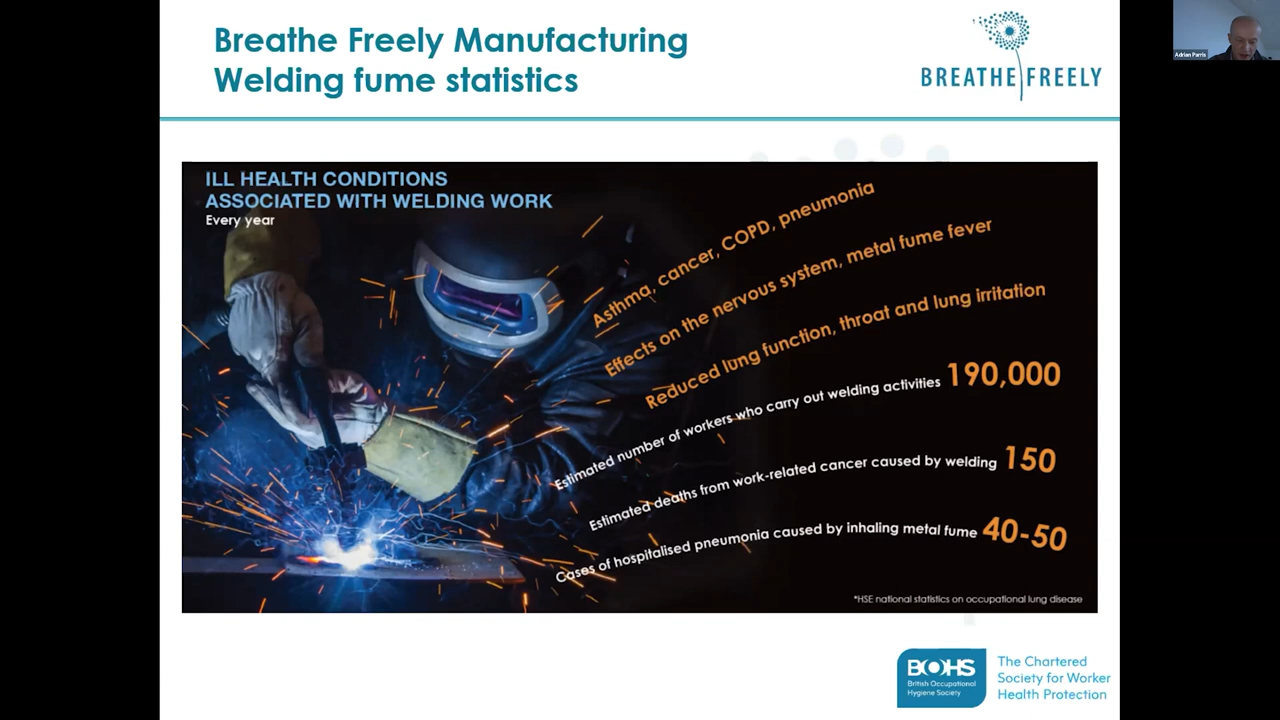 Breathe Freely Manufacturing
Welding fume statistics
BREATHE FREELY
Adrian Parris
ILL HEALTH CONDITIONS
ASSOCIATED WITH WELDING WORK
Every year
Asthma, cancer, COPD, pneumonia
Effects on the nervous system, metal fume fever
Reduced lung function, throat and lung irritation
Estimated number of workers who carry out welding activities 190,000
Estimated deaths from work-related cancer caused by welding 150
Cases of hospitalised pneumonia caused by inhaling metal fume 40-50
*HSE national statistics on occupational lung disease
BOHS
British Occupational
Hygiene Society
The Chartered
Society for Worker
Health Protection